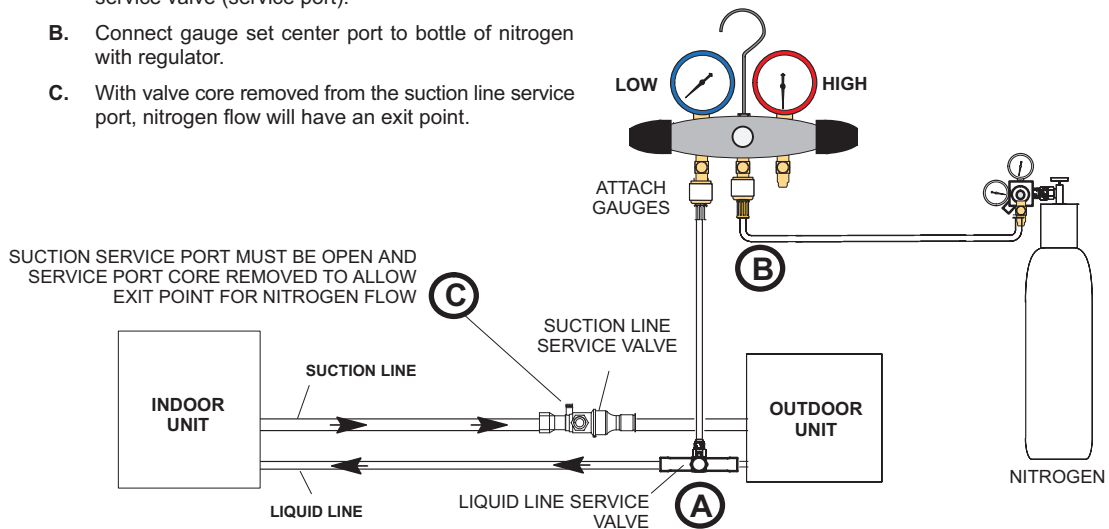 service valve (service port).
B. Connect gauge set center port to bottle of nitrogen
with regulator.
C. With valve core removed from the suction line service
port, nitrogen flow will have an exit point.
LOW
HIGH
ATTACH
GAUGES
B
SUCTION SERVICE PORT MUST BE OPEN AND
SERVICE PORT CORE REMOVED TO ALLOW
EXIT POINT FOR NITROGEN FLOW
C
SUCTION LINE
SERVICE VALVE
SUCTION LINE
INDOOR
UNIT
OUTDOOR
UNIT
NITROGEN
LIQUID LINE
LIQUID LINE SERVICE
VALVE
A